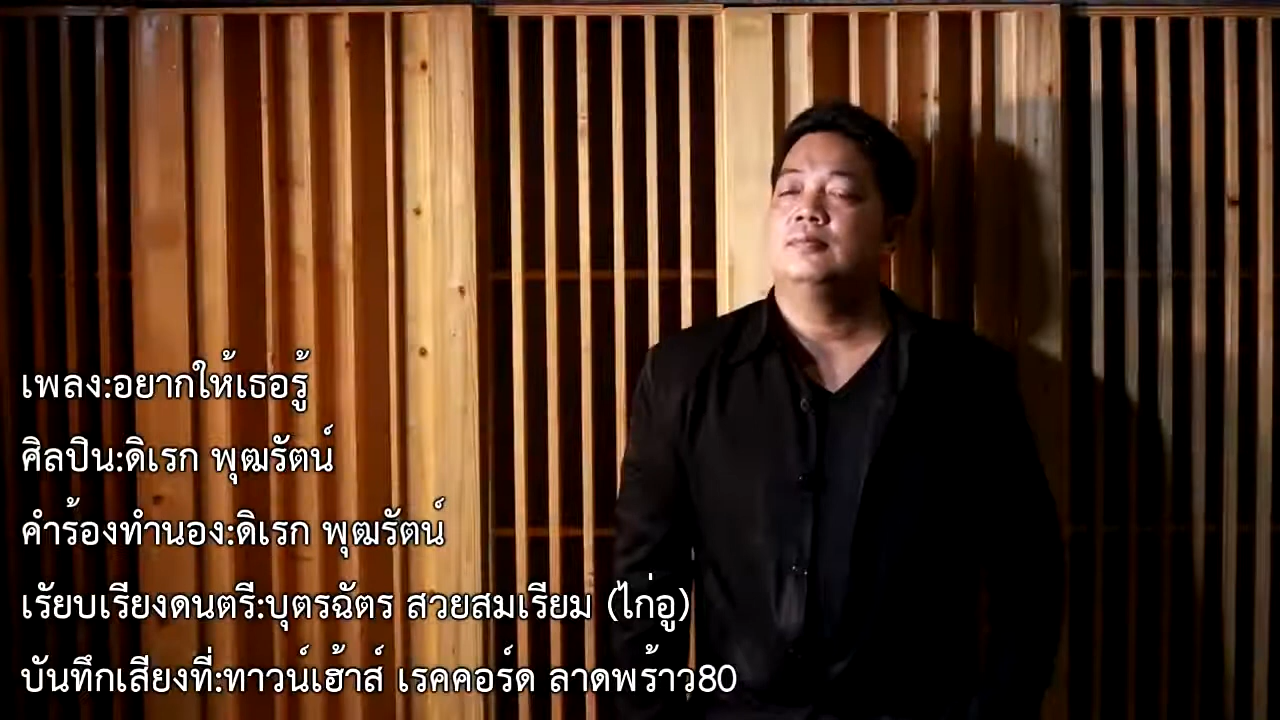 เพลง:อยากให้เธอรู้
ศิลปิน:ดิเรก พุฒรัตน์
คำร้องทำนอง:ดิเรก พุฒรัตน์
เรัยบเรียงดนตรี:บุตรฉัตร สวยสมเรียม (ไก่อู)
บันทึกเสียงที่:ทาวน์เฮ้าส์ เรคคอร์ด ลาดพร้าว80